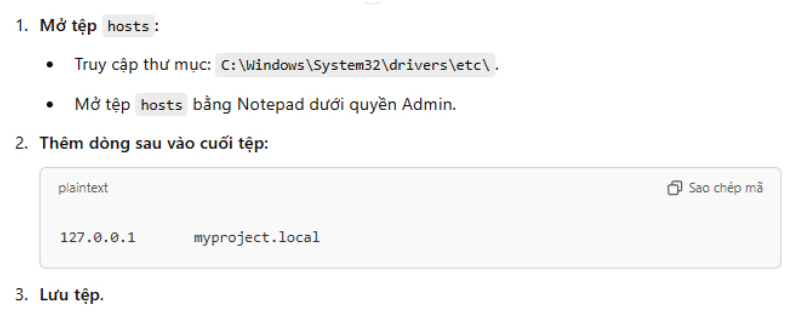 1. Mở tệp hosts:
• Truy cập thư mục: C:\Windows\System32\drivers\etc\.
• Mở tệp hosts bằng Notepad dưới quyền Admin.
2. Thêm dòng sau vào cuối tệp:
plaintext Sao chép mã
127.0.0.1 myproject.local
3. Lưu tệp.